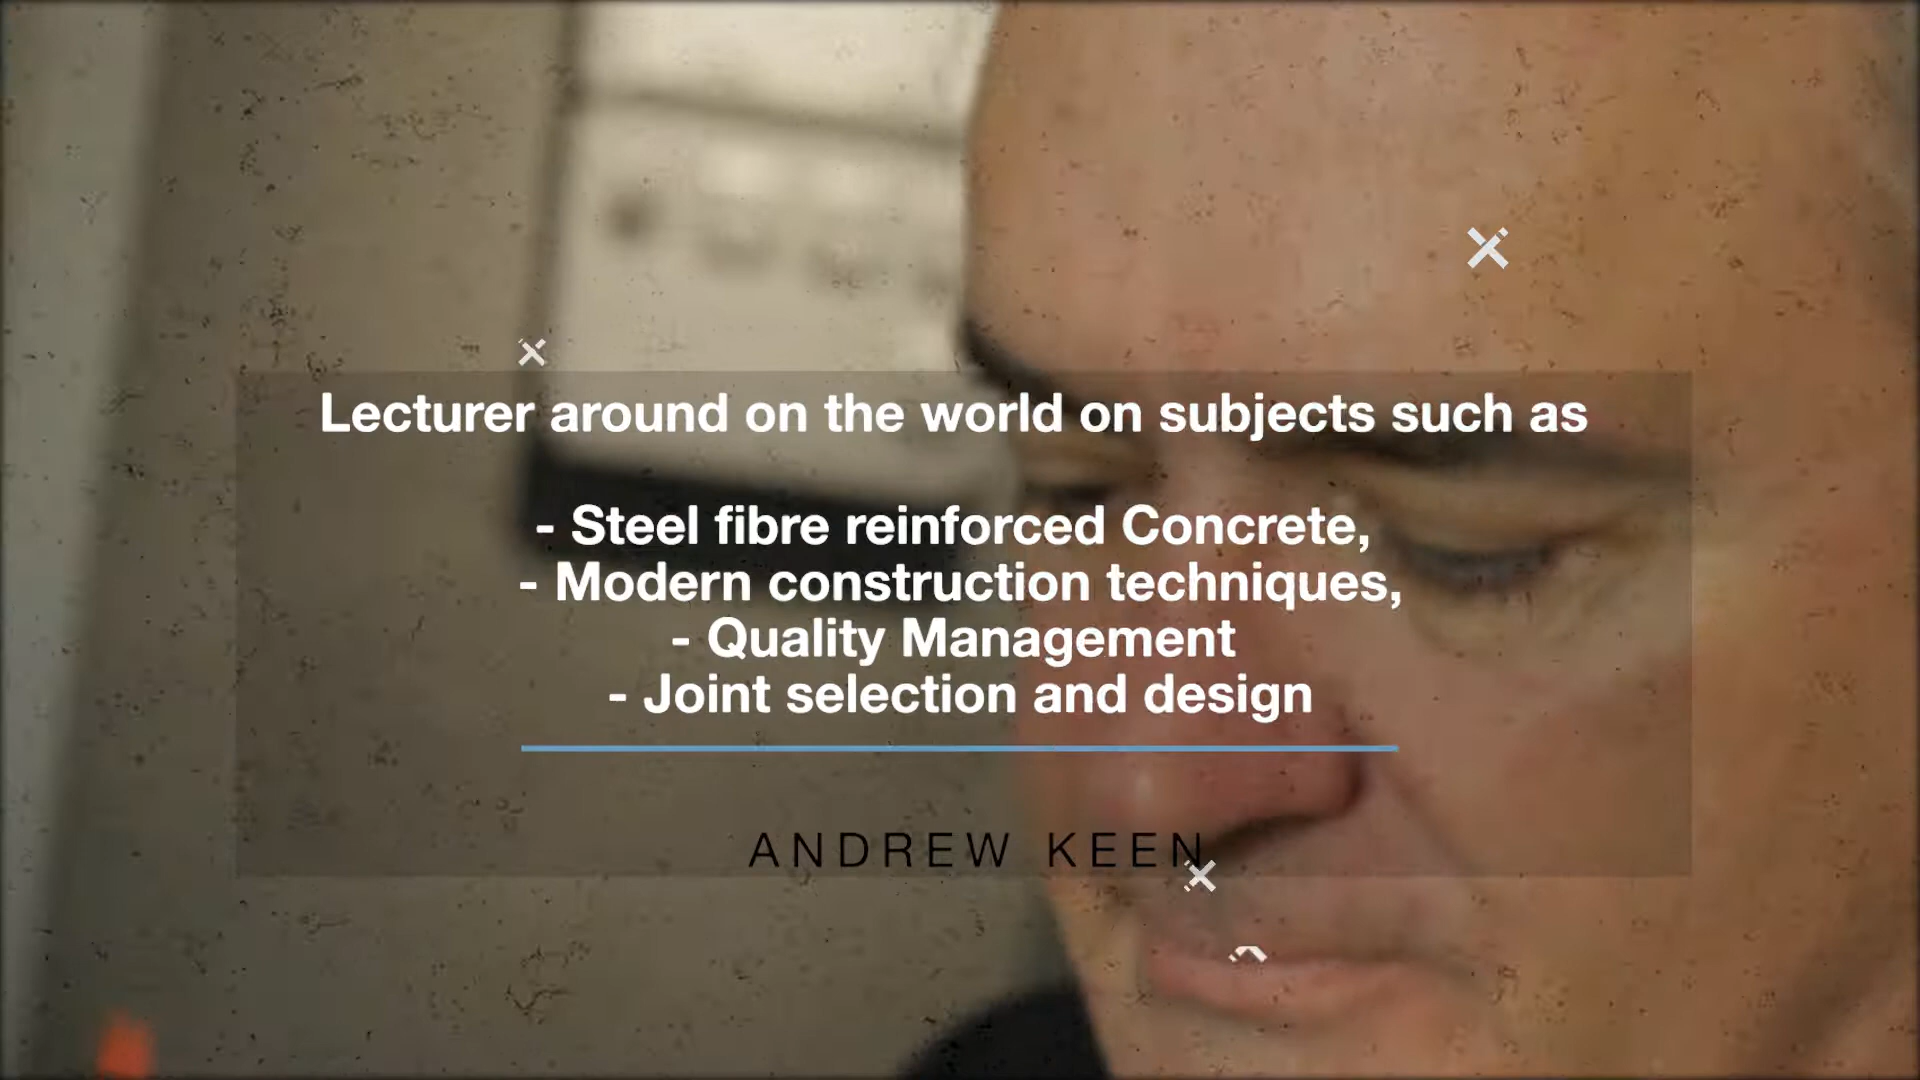 Lecturer around on the world on subjects such as
- Steel fibre reinforced Concrete,
- Modern construction techniques,
- Quality Management
- Joint selection and design
ANDREW KEEN